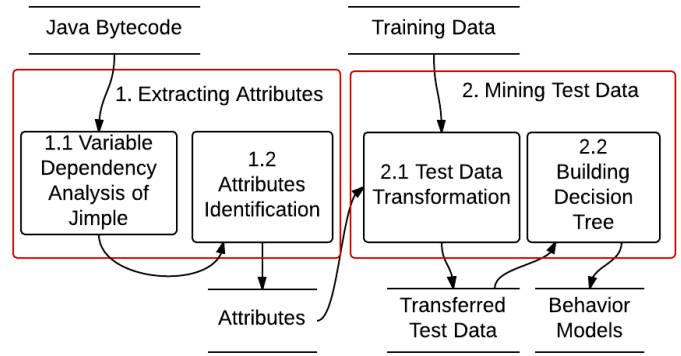 Java Bytecode
Training Data
1. Extracting Attributes
2. Mining Test Data
1.1 Variable
Dependency
Analysis of
Jimple
1.2
Attributes
Identification
2.1 Test Data
Transformation
2.2
Building
Decision
Tree
Attributes
Transferred
Test Data
Behavior
Models